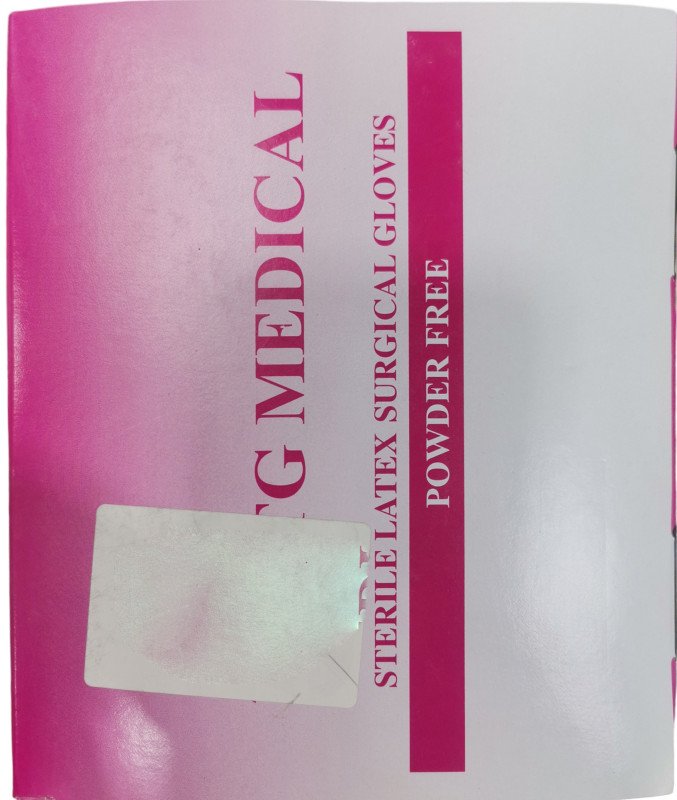 MEDICAL
STERILE LATEX SURGICAL GLOVES
POWDER FREE